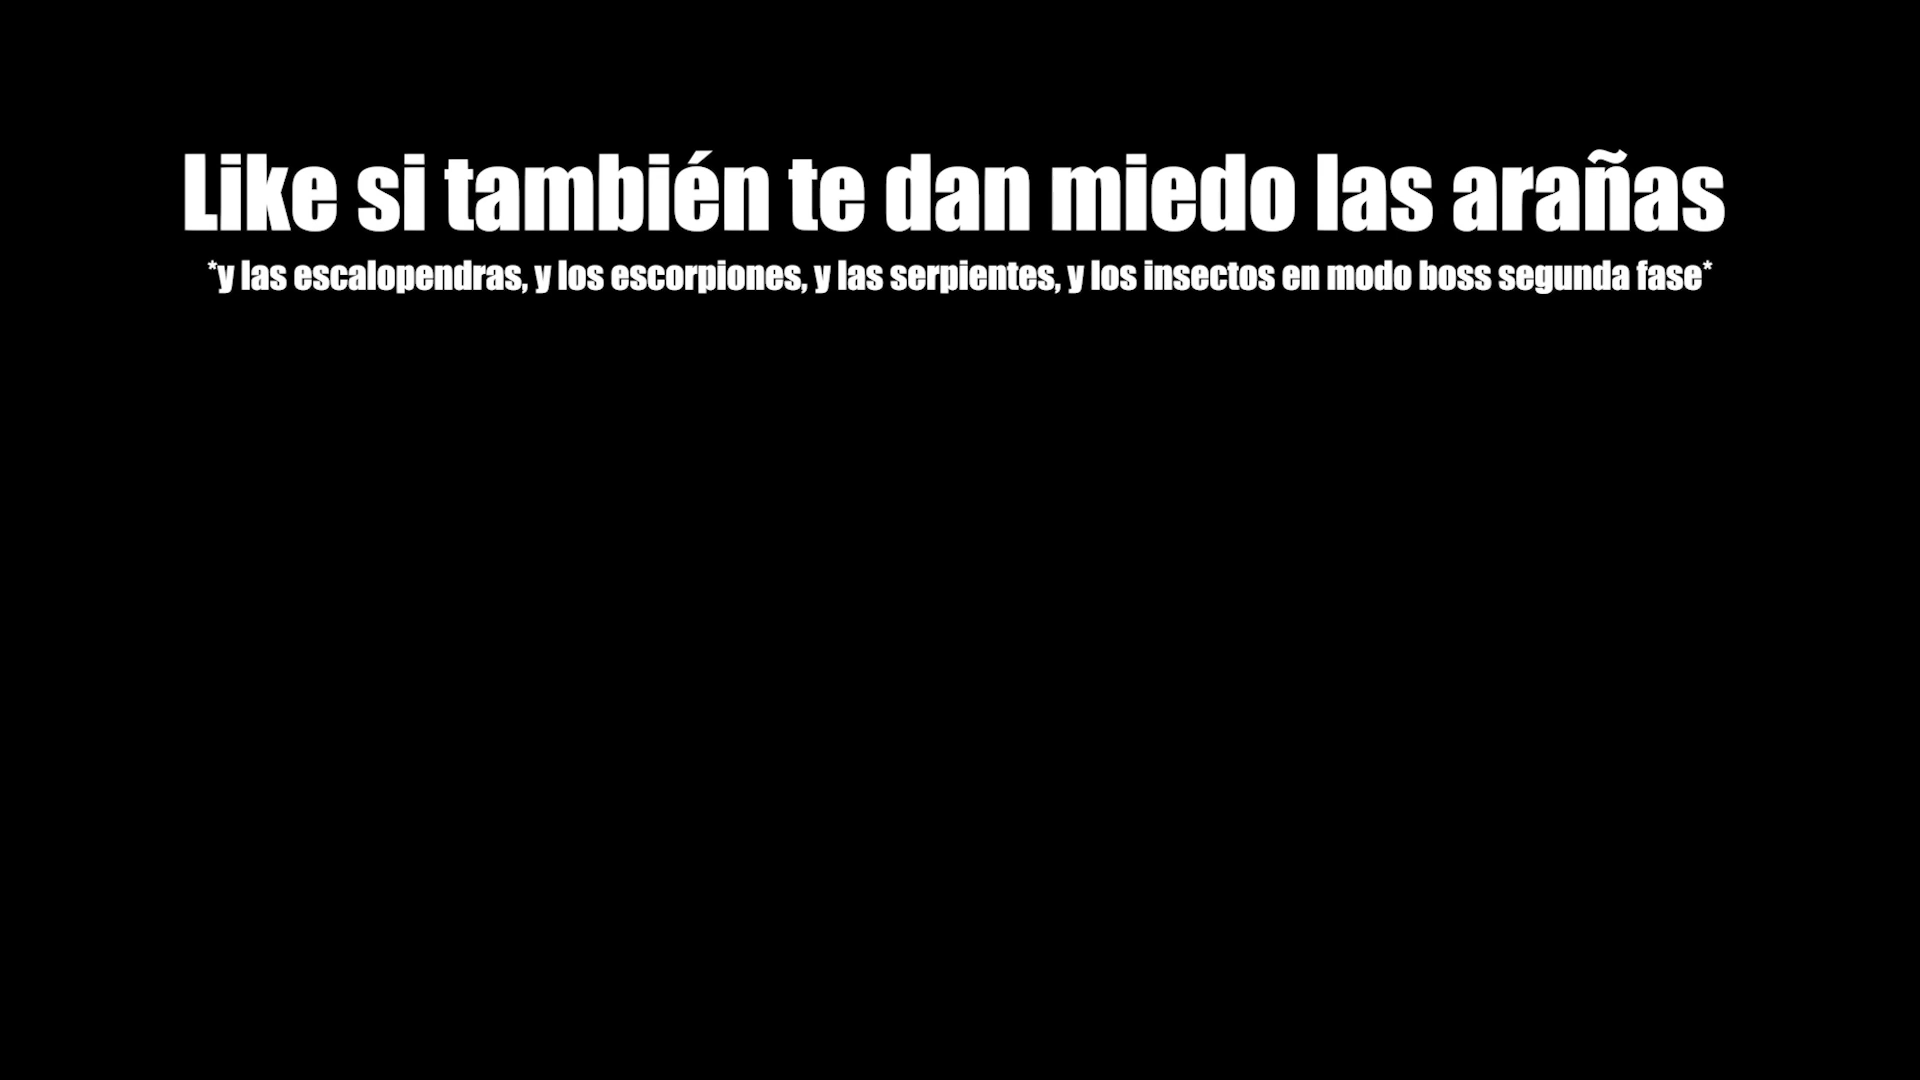 Like si también te dan miedo las arañas
*y las escalopendras, y los escorpiones, y las serpientes, y los insectos en modo boss segunda fase*